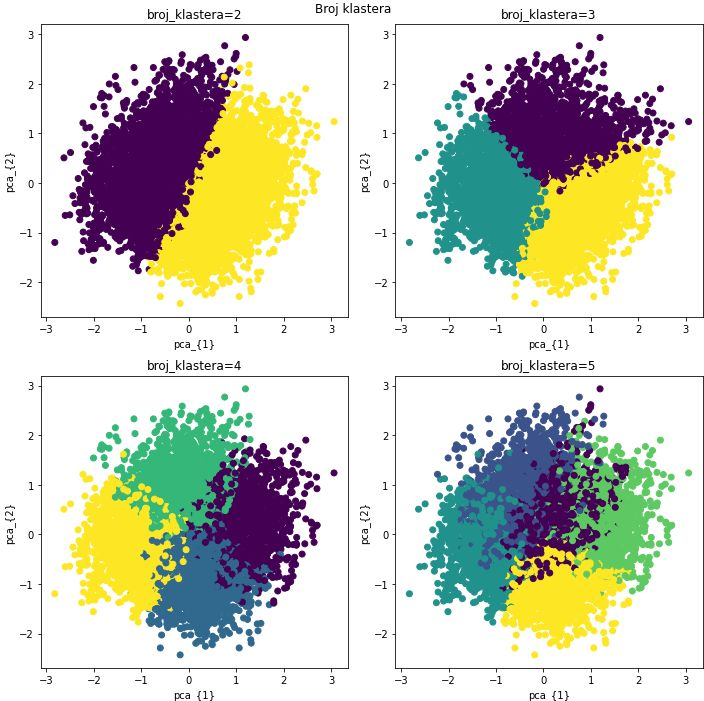 Broj klastera
broj_klastera=2
broj_klastera=3
3
2
1
0
−1
−2
pca_{2}
−3 −2 −1 0 1 2 3
pca_{1}
3
2
1
0
−1
−2
pca_{2}
−3 −2 −1 0 1 2 3
pca_{1}
broj_klastera=4
broj_klastera=5
3
2
1
0
−1
−2
pca_{2}
−3 −2 −1 0 1 2 3
pca_{1}
3
2
1
0
−1
−2
pca_{2}
−3 −2 −1 0 1 2 3
pca_{1}